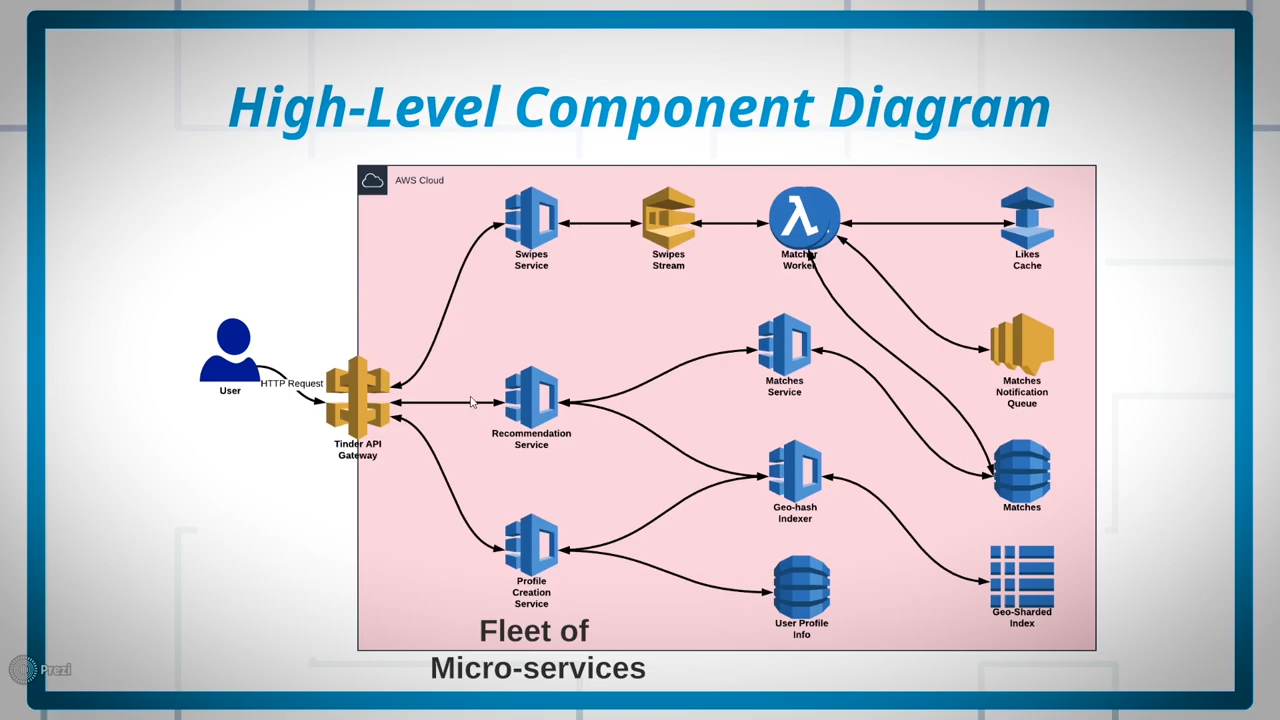 High-Level Component Diagram
AWS Cloud
Swipes
Service
Swipes
Stream
Matcher
Worker
Likes
Cache
User
HTTP Request
Tinder API
Gateway
Recommendation
Service
Matches
Service
Matches
Notification
Queue
Geo-hash
Indexer
Matches
Profile
Creation
Service
User Profile
Info
Geo-Sharded
Index
Fleet of
Micro-services
Prezi